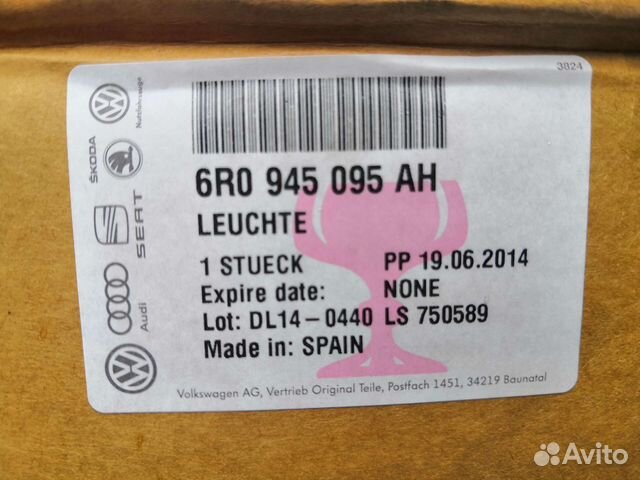 3824
Nutzfahrzeuge
ŠKODA
SEAT
Audi
6R0 945 095 AH
LEUCHTE
1 STUECK PP 19.06.2014
Expire date: NONE
Lot: DL14-0440 LS 750589
Made in: SPAIN
Volkswagen AG, Vertrieb Original Teile, Postfach 1451, 34219 Baunatal
Avito